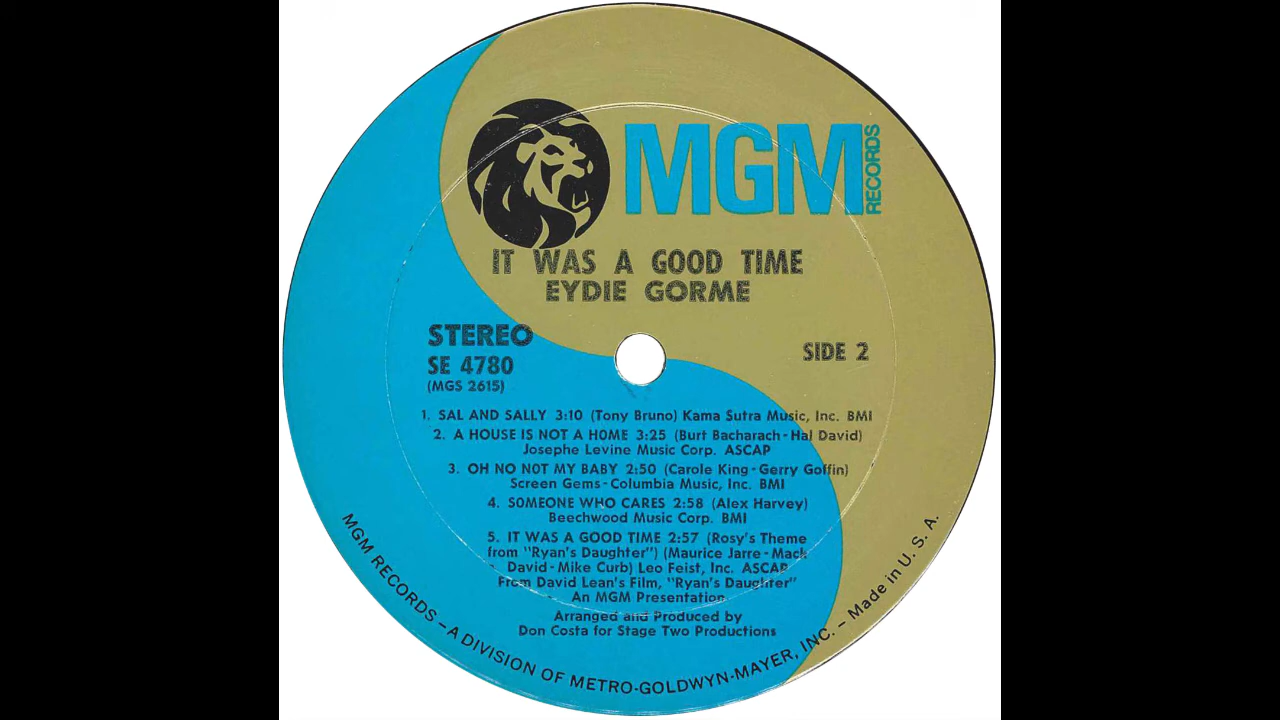 MGM RECORDS
IT WAS A GOOD TIME
EYDIE GORME
STEREO
SE 4780
(MGS 2615)
SIDE 2
1. SAL AND SALLY 3:10 (Tony Bruno) Kama Sutra Music, Inc. BMI
2. A HOUSE IS NOT A HOME 3:25 (Burt Bacharach-Hal David)
Josephe Levine Music Corp. ASCAP
3. OH NO NOT MY BABY 2:50 (Carole King-Gerry Goffin)
Screen Gems-Columbia Music, Inc. BMI
4. SOMEONE WHO CARES 2:58 (Alex Harvey)
Beechwood Music Corp. BMI
5. IT WAS A GOOD TIME 2:57 (Rosy's Theme
from "Ryan's Daughter") (Maurice Jarre-Mack
David-Mike Curb) Leo Feist, Inc. ASCAP
From David Lean's Film, "Ryan's Daughter"
An MGM Presentation
Arranged and Produced by
Don Costa for Stage Two Productions
MGM RECORDS – A DIVISION OF METRO-GOLDWYN-MAYER, INC. – Made in U. S. A.